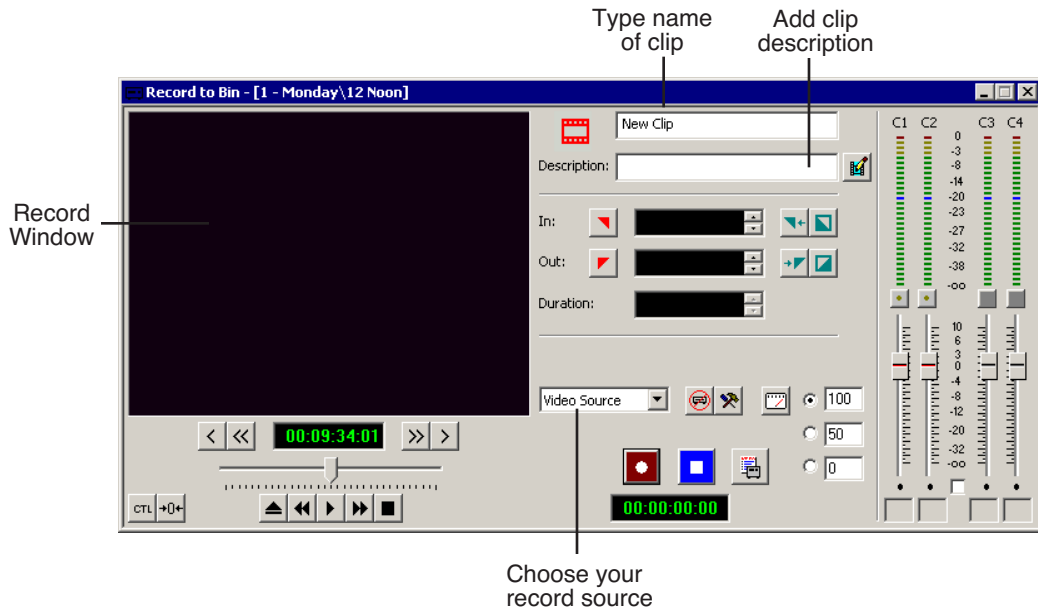 Type name
of clip
Add clip
description
Record to Bin - [1 - Monday\12 Noon]
New Clip
Description:
Record
Window
In:
Out:
Duration:
Video Source
100
50
0
00:09:34:01
00:00:00:00
CTL
→0←
C1 C2 C3 C4
0
-3
-8
-14
-20
-23
-27
-32
-38
-oo
10
6
3
0
-4
-8
-12
-20
-32
-oo
Choose your
record source